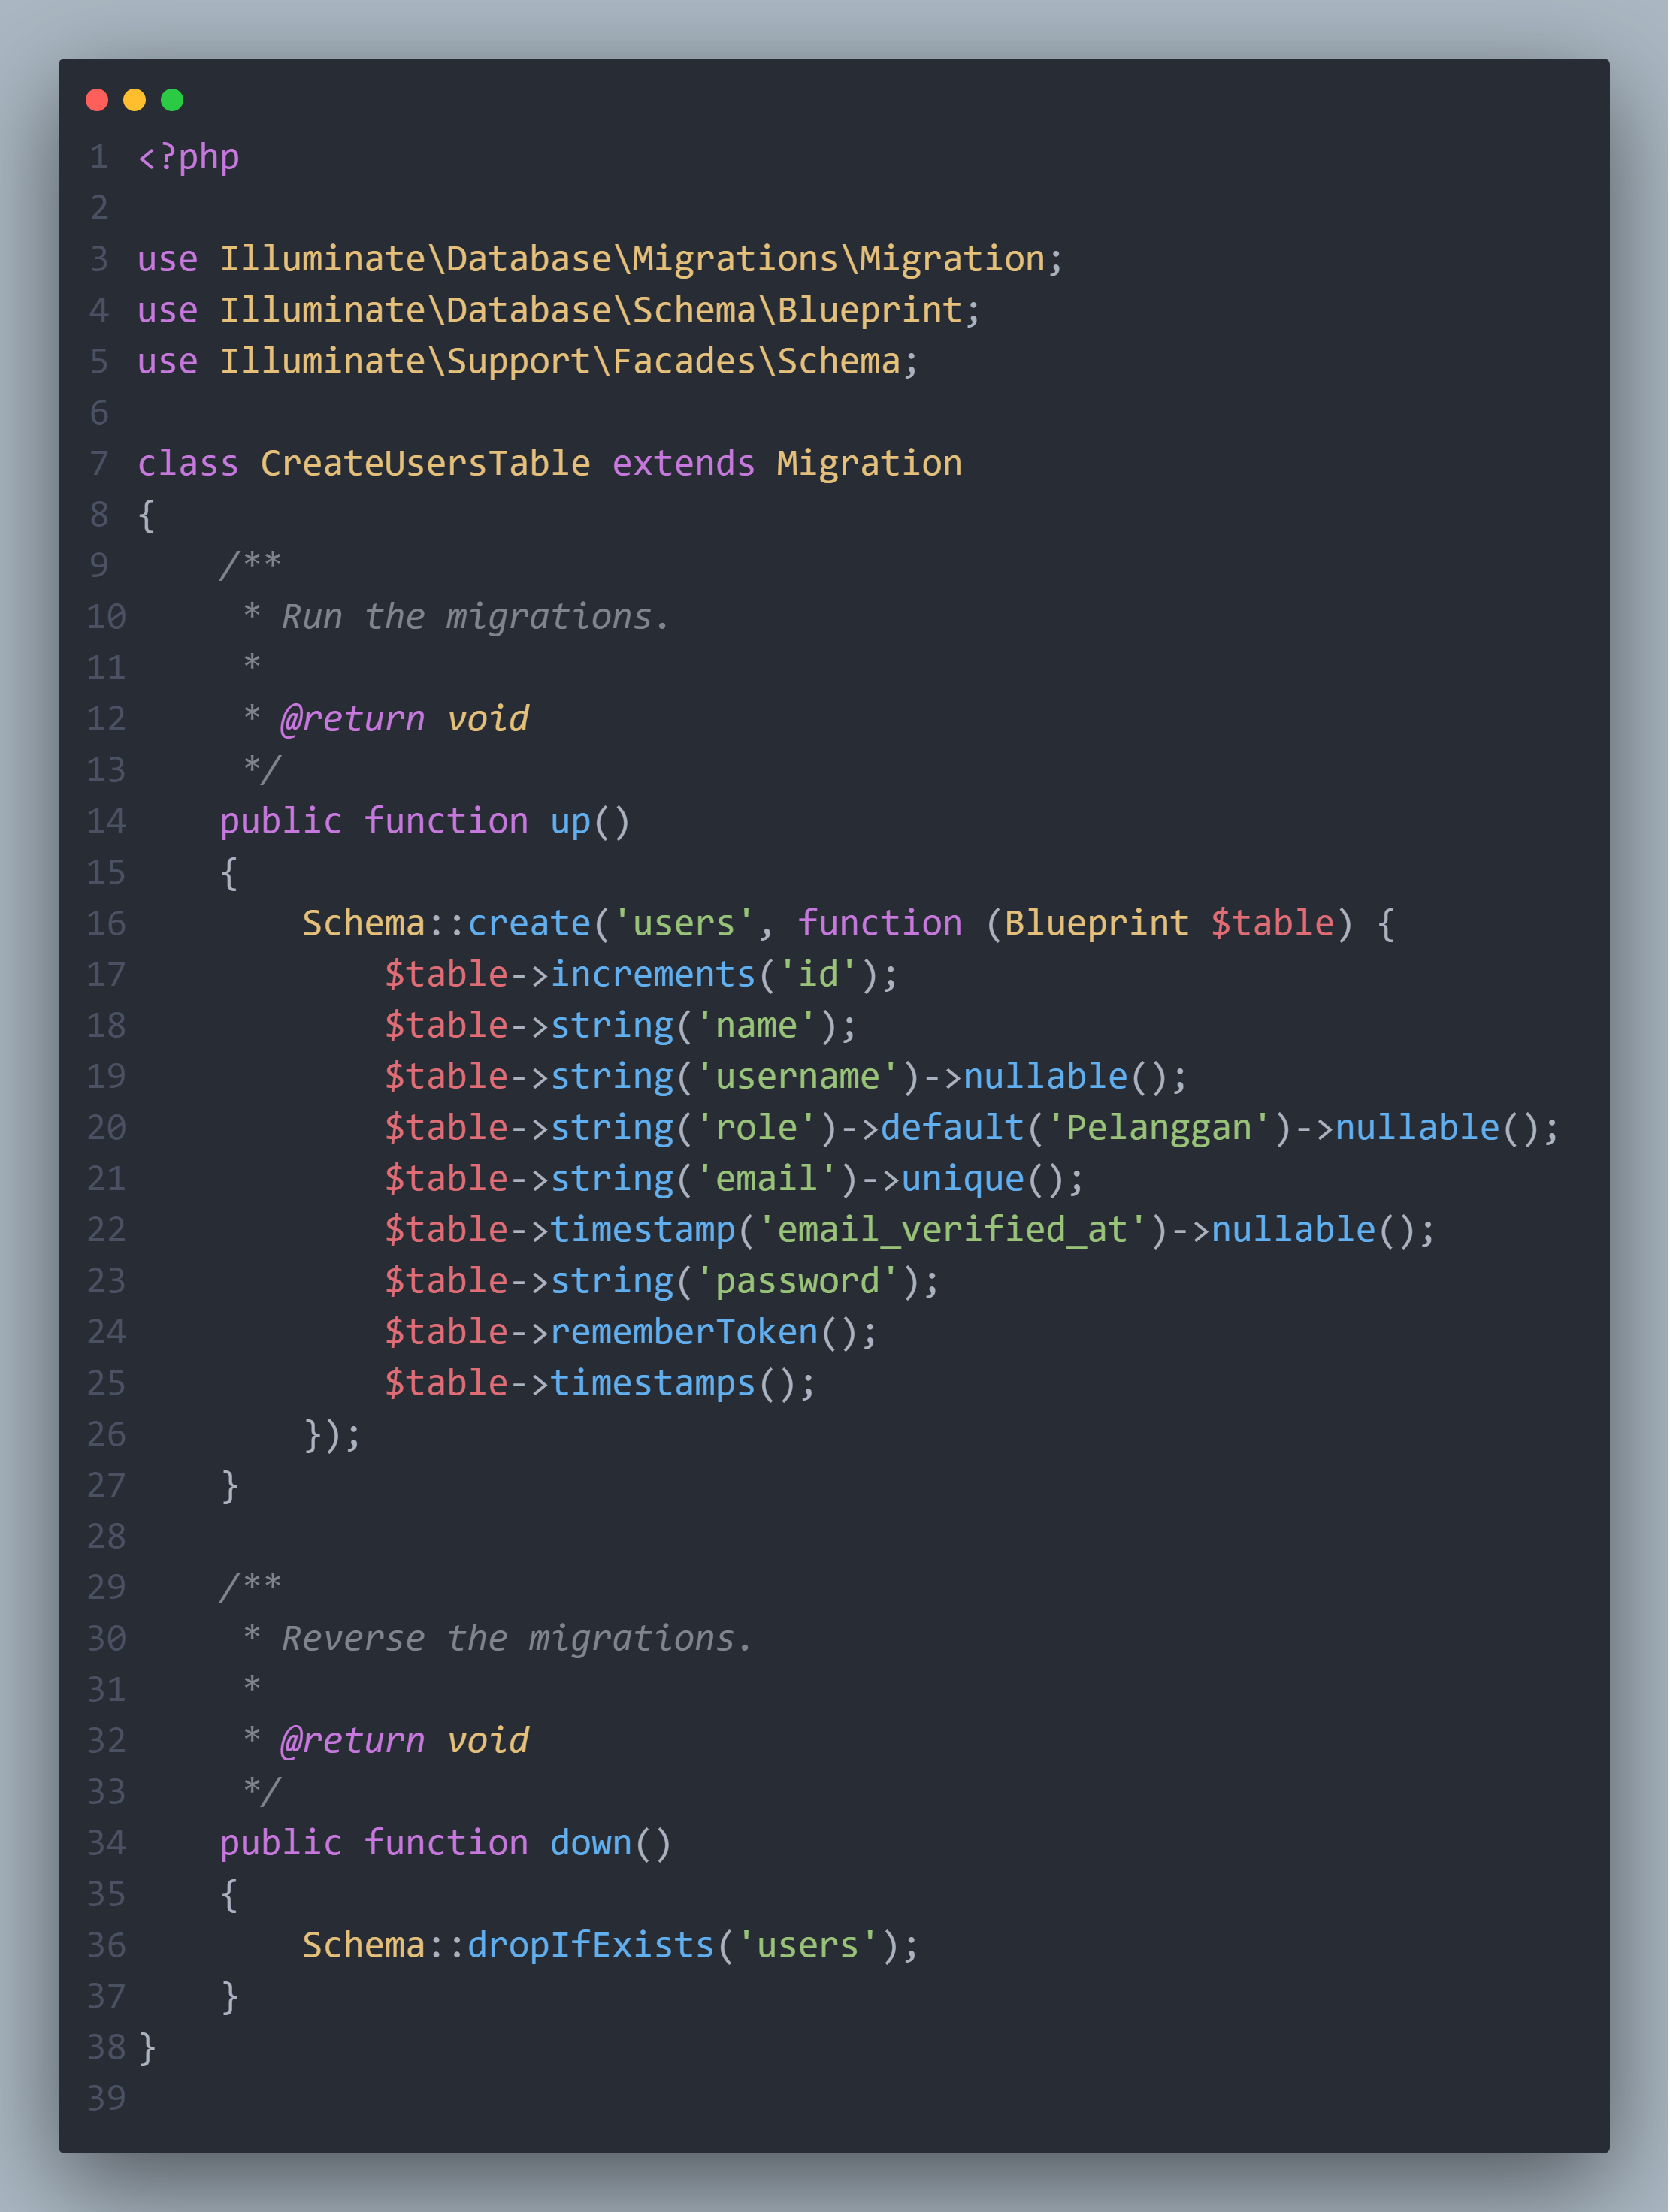 1 <?php
2
3 use Illuminate\Database\Migrations\Migration;
4 use Illuminate\Database\Schema\Blueprint;
5 use Illuminate\Support\Facades\Schema;
6
7 class CreateUsersTable extends Migration
8 {
9     /**
10      * Run the migrations.
11      *
12      * @return void
13      */
14     public function up()
15     {
16         Schema::create('users', function (Blueprint $table) {
17             $table->increments('id');
18             $table->string('name');
19             $table->string('username')->nullable();
20             $table->string('role')->default('Pelanggan')->nullable();
21             $table->string('email')->unique();
22             $table->timestamp('email_verified_at')->nullable();
23             $table->string('password');
24             $table->rememberToken();
25             $table->timestamps();
26         });
27     }
28
29     /**
30      * Reverse the migrations.
31      *
32      * @return void
33      */
34     public function down()
35     {
36         Schema::dropIfExists('users');
37     }
38 }
39